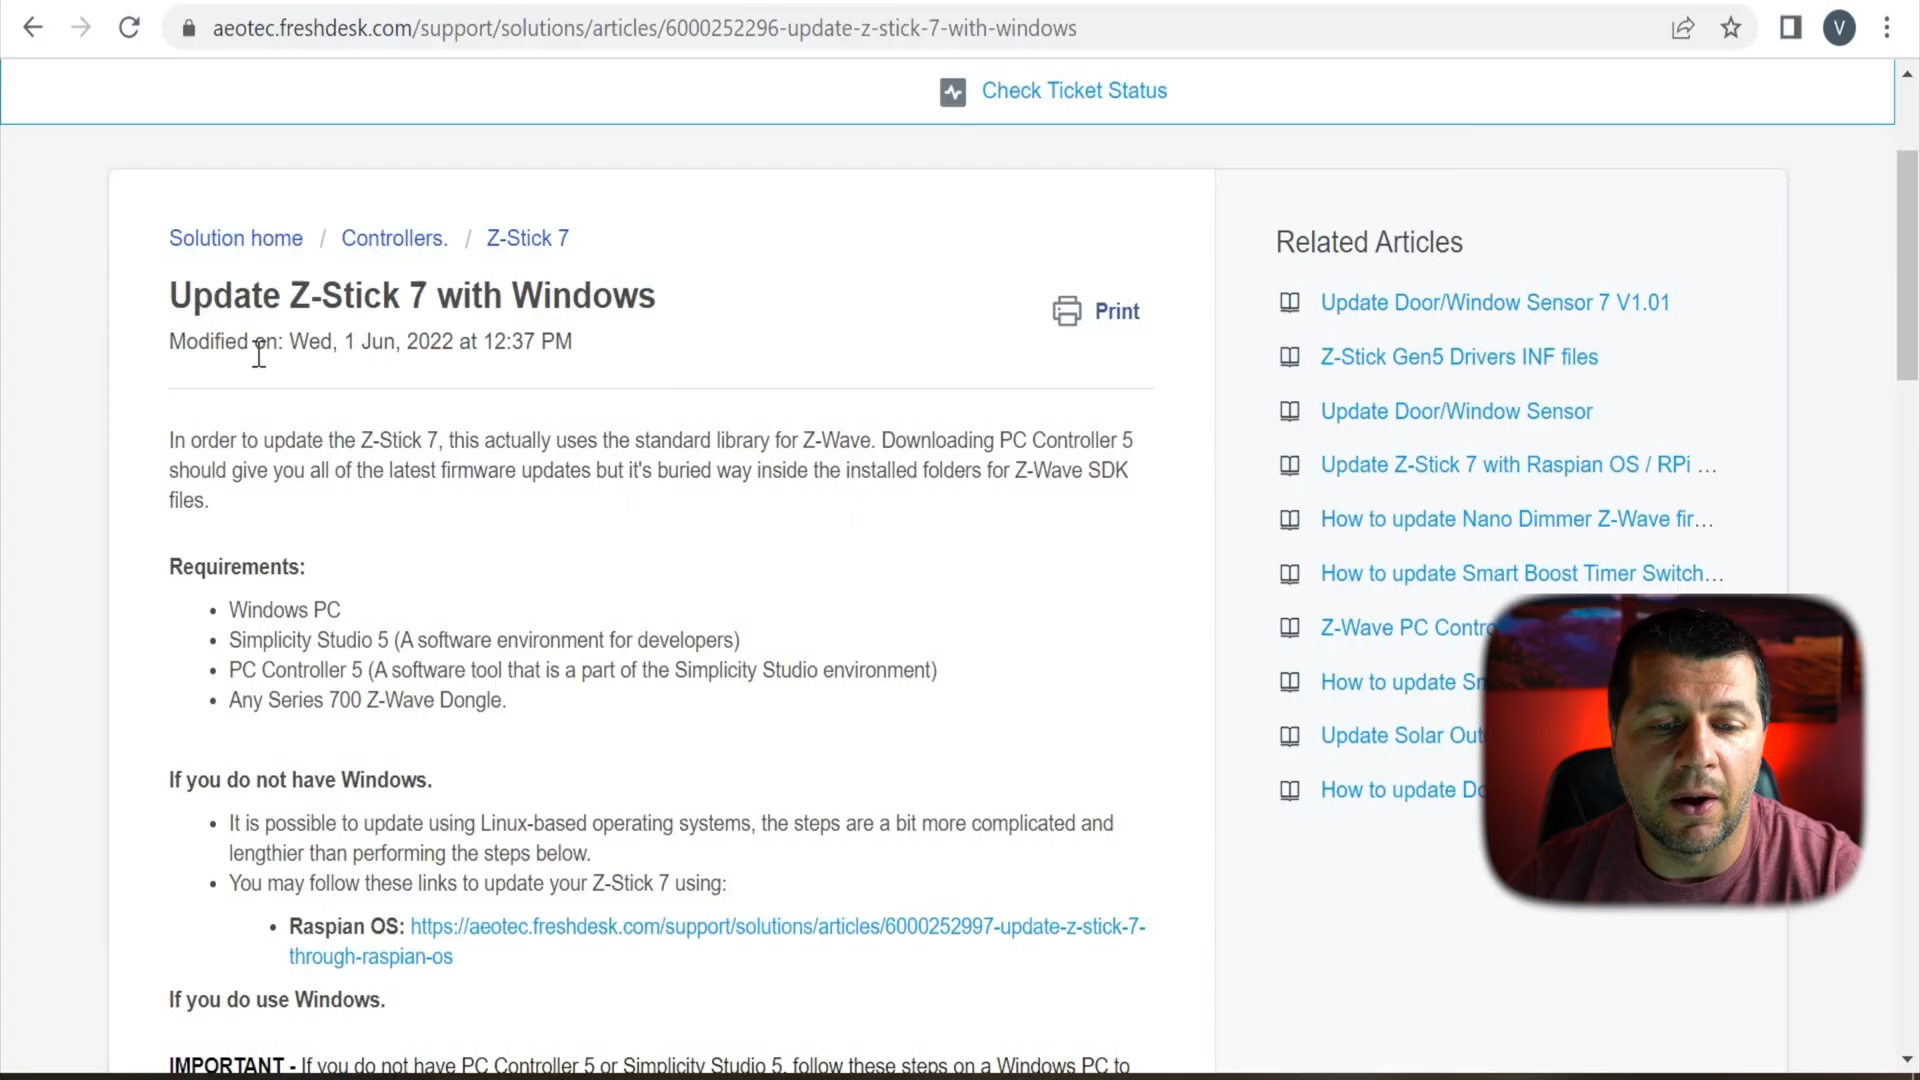 aeotec.freshdesk.com/support/solutions/articles/6000252296-update-z-stick-7-with-windows
V
Check Ticket Status
Solution home / Controllers. / Z-Stick 7
Update Z-Stick 7 with Windows
Print
Modified on: Wed, 1 Jun, 2022 at 12:37 PM
In order to update the Z-Stick 7, this actually uses the standard library for Z-Wave. Downloading PC Controller 5
should give you all of the latest firmware updates but it's buried way inside the installed folders for Z-Wave SDK
files.
Requirements:
• Windows PC
• Simplicity Studio 5 (A software environment for developers)
• PC Controller 5 (A software tool that is a part of the Simplicity Studio environment)
• Any Series 700 Z-Wave Dongle.
If you do not have Windows.
• It is possible to update using Linux-based operating systems, the steps are a bit more complicated and
lengthier than performing the steps below.
• You may follow these links to update your Z-Stick 7 using:
• Raspian OS: https://aeotec.freshdesk.com/support/solutions/articles/6000252997-update-z-stick-7-
through-raspian-os
If you do use Windows.
IMPORTANT - If you do not have PC Controller 5 or Simplicity Studio 5, follow these steps on a Windows PC to
Related Articles
Update Door/Window Sensor 7 V1.01
Z-Stick Gen5 Drivers INF files
Update Door/Window Sensor
Update Z-Stick 7 with Raspian OS / RPi ...
How to update Nano Dimmer Z-Wave fir...
How to update Smart Boost Timer Switch...
Z-Wave PC Contro
How to update Sm
Update Solar Out
How to update Do